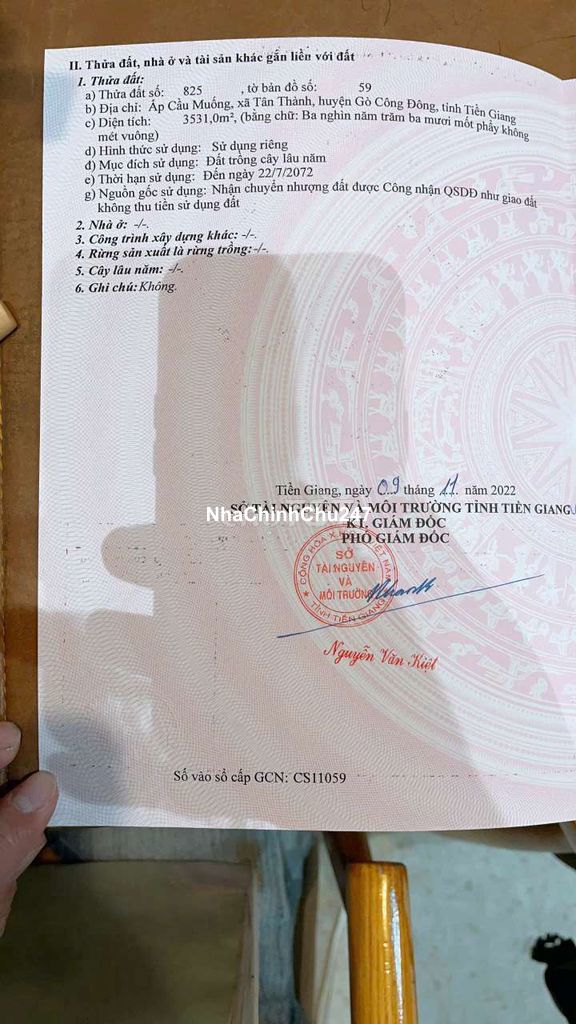 II. Thửa đất, nhà ở và tài sản khác gắn liền với đất
1. Thửa đất:
a) Thửa đất số: 825 , tờ bản đồ số: 59
b) Địa chỉ: Ấp Cầu Muống, xã Tân Thành, huyện Gò Công Đông, tỉnh Tiền Giang
c) Diện tích: 3531,0m², (bằng chữ: Ba nghìn năm trăm ba mươi mốt phẩy không
mét vuông)
d) Hình thức sử dụng: Sử dụng riêng
đ) Mục đích sử dụng: Đất trồng cây lâu năm
e) Thời hạn sử dụng: Đến ngày 22/7/2072
g) Nguồn gốc sử dụng: Nhận chuyển nhượng đất được Công nhận QSDĐ như giao đất
không thu tiền sử dụng đất
2. Nhà ở: -/-.
3. Công trình xây dựng khác: -/-.
4. Rừng sản xuất là rừng trồng:-/-.
5. Cây lâu năm: -/-.
6. Ghi chú: Không.
Tiền Giang, ngày 09 tháng 11 năm 2022
SỞ TÀI NGUYÊN VÀ MÔI TRƯỜNG TỈNH TIỀN GIANG
NhaChinhChu247
KT. GIÁM ĐỐC
PHÓ GIÁM ĐỐC
SỞ
TÀI NGUYÊN
VÀ
MÔI TRƯỜNG
TỈNH TIỀN GIANG
Nguyễn Văn Kiệt
Số vào sổ cấp GCN: CS11059